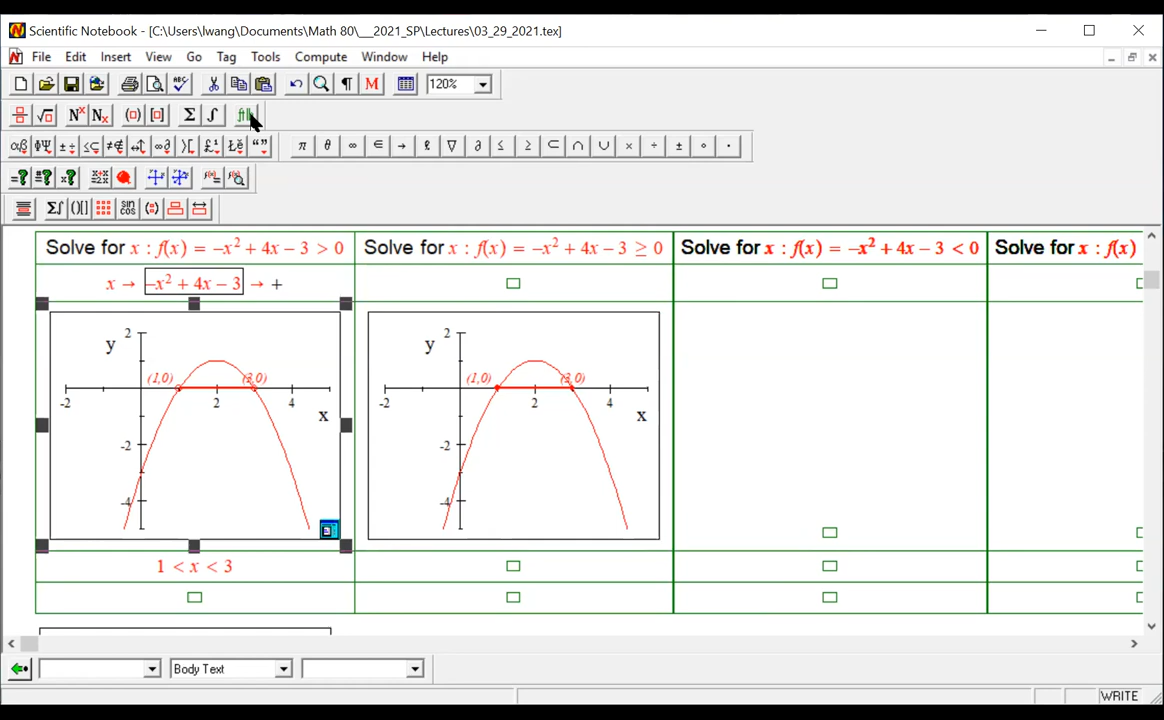 Scientific Notebook - [C:\Users\lwang\Documents\Math 80\__2021_SP\Lectures\03_29_2021.tex]
File Edit Insert View Go Tag Tools Compute Window Help
120%
π θ ∞ ∈ → ℓ ∇ ∂ ≤ ≥ ⊂ ∩ ∪ × ÷ ± ∘ ·
Solve for x : f(x) = −x² + 4x − 3 > 0
Solve for x : f(x) = −x² + 4x − 3 ≥ 0
Solve for x : f(x) = −x² + 4x − 3 < 0
Solve for x : f(x)
x → −x² + 4x − 3 → +
y 2
(1,0) (3,0)
-2 2 4
x
-2
-4
y 2
(1,0) (3,0)
-2 2 4
x
-2
-4
1 < x < 3
Body Text
WRITE